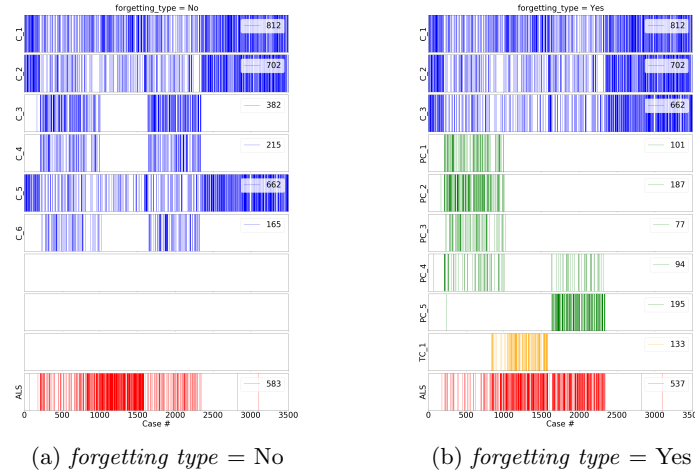 forgetting_type = No
C_1
812
C_2
702
C_3
382
C_4
215
C_5
662
C_6
165
ALS
583
0 500 1000 1500 2000 2500 3000 3500
Case #
(a) forgetting type = No
forgetting_type = Yes
C_1
812
C_2
702
C_3
662
PC_1
101
PC_2
187
PC_3
77
PC_4
94
PC_5
195
TC_1
133
ALS
537
0 500 1000 1500 2000 2500 3000 3500
Case #
(b) forgetting type = Yes